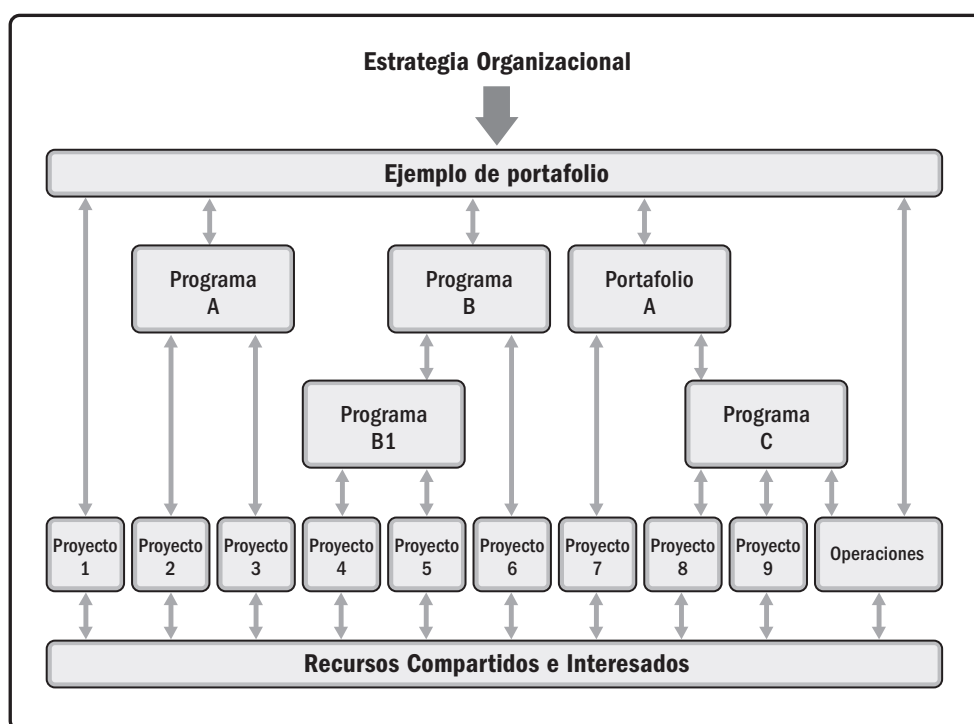 Estrategia Organizacional
Ejemplo de portafolio
Programa
A
Programa
B
Portafolio
A
Programa
B1
Programa
C
Proyecto
1
Proyecto
2
Proyecto
3
Proyecto
4
Proyecto
5
Proyecto
6
Proyecto
7
Proyecto
8
Proyecto
9
Operaciones
Recursos Compartidos e Interesados